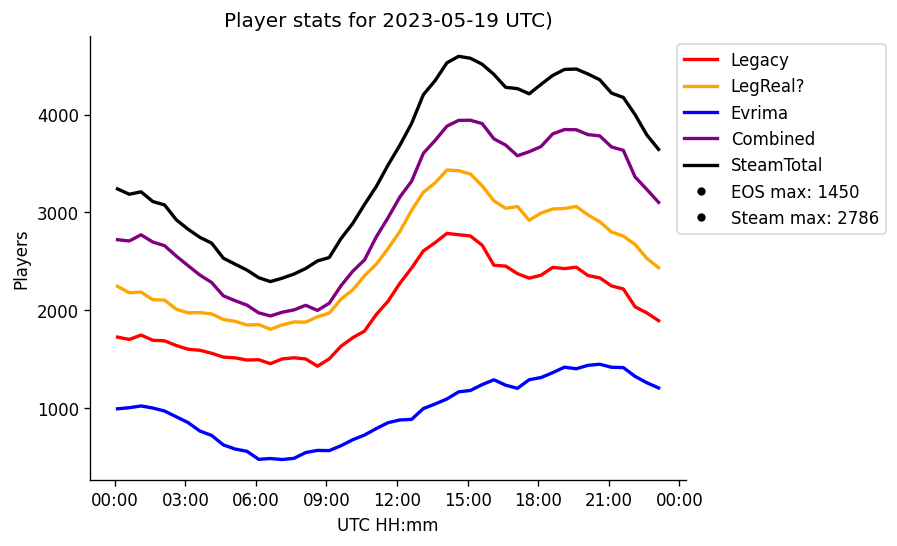 Player stats for 2023-05-19 UTC)
Legacy
LegReal?
Evrima
Combined
SteamTotal
EOS max: 1450
Steam max: 2786
Players
4000
3000
2000
1000
00:00 03:00 06:00 09:00 12:00 15:00 18:00 21:00 00:00
UTC HH:mm